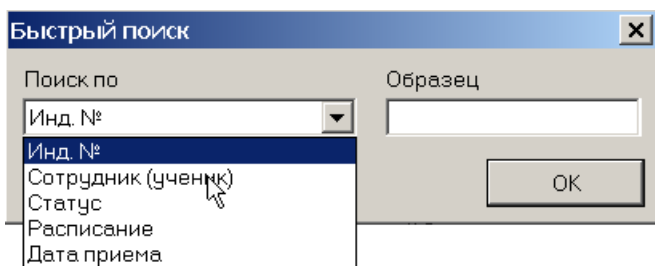 Быстрый поиск
Поиск по
Образец
Инд. №
Инд. №
Сотрудник (ученик)
Статус
Расписание
Дата приема
OK